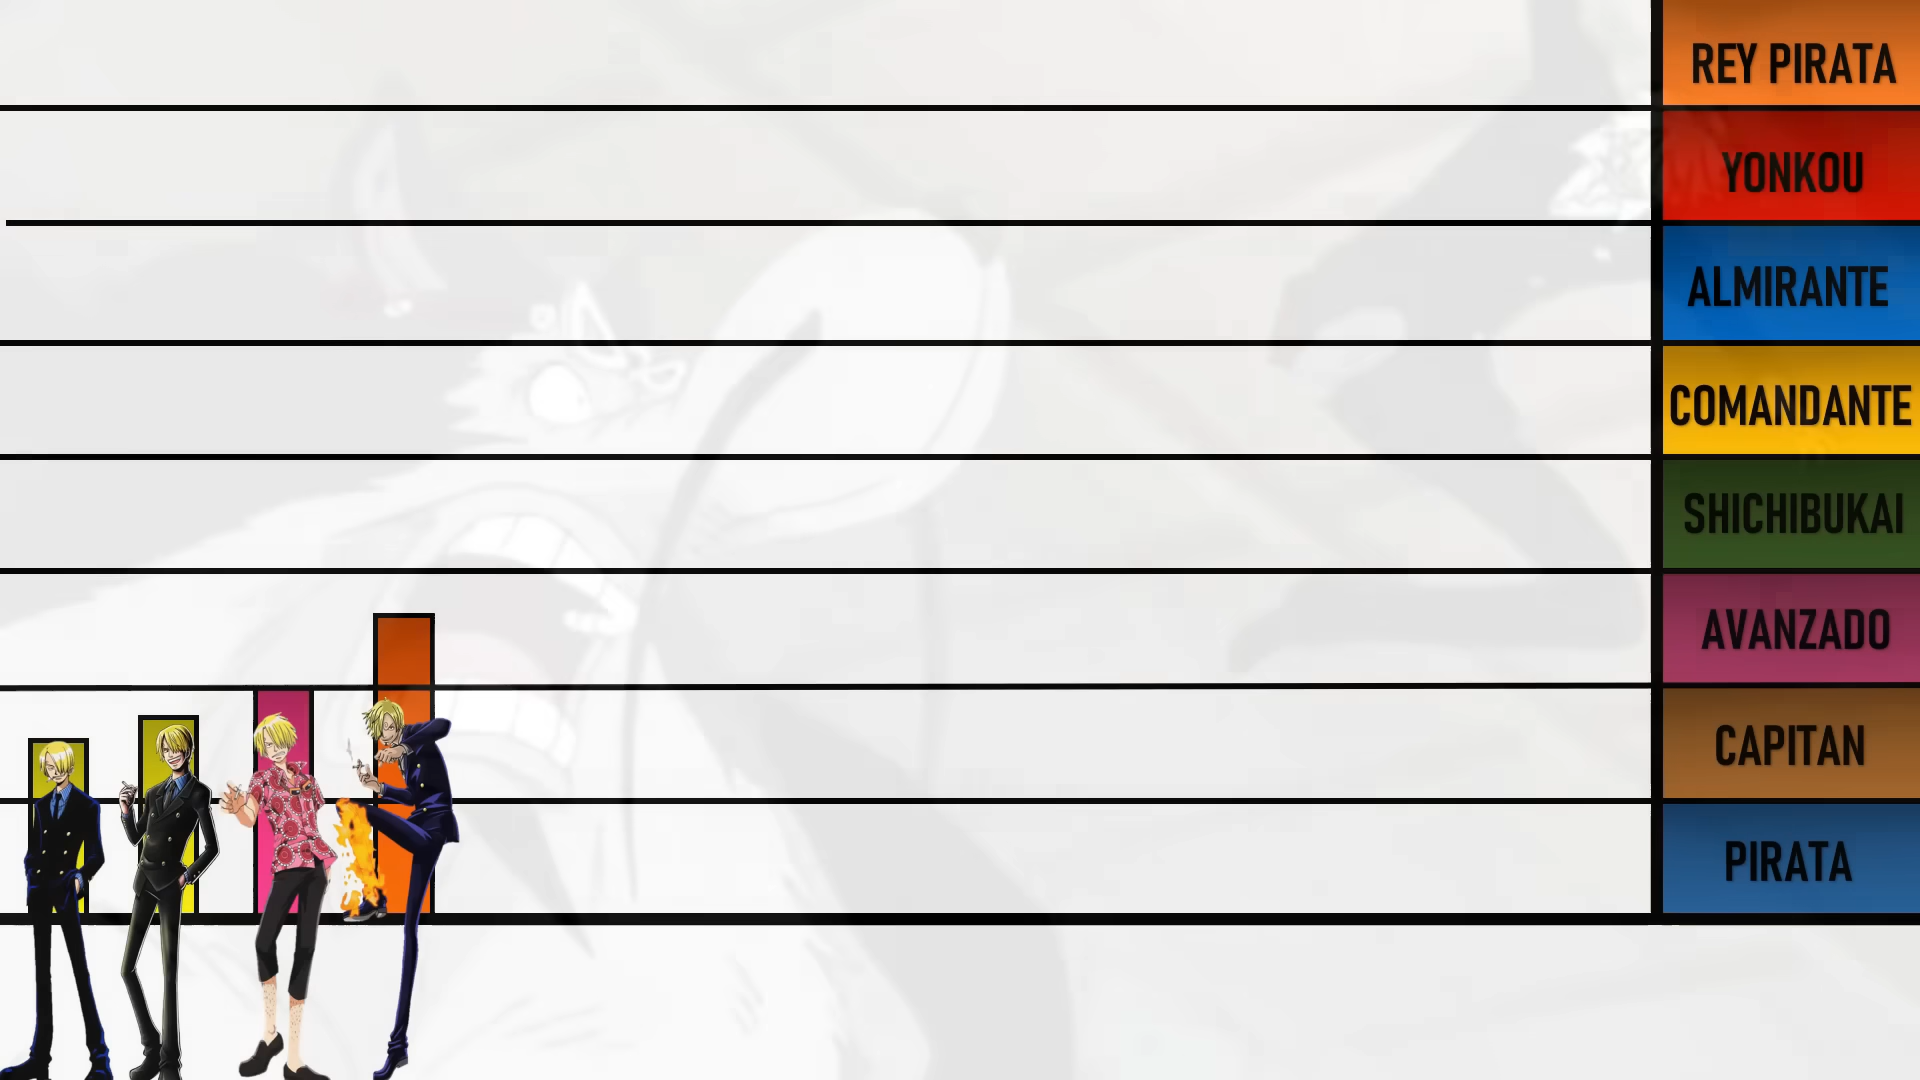 REY PIRATA
YONKOU
ALMIRANTE
COMANDANTE
SHICHIBUKAI
AVANZADO
CAPITAN
PIRATA